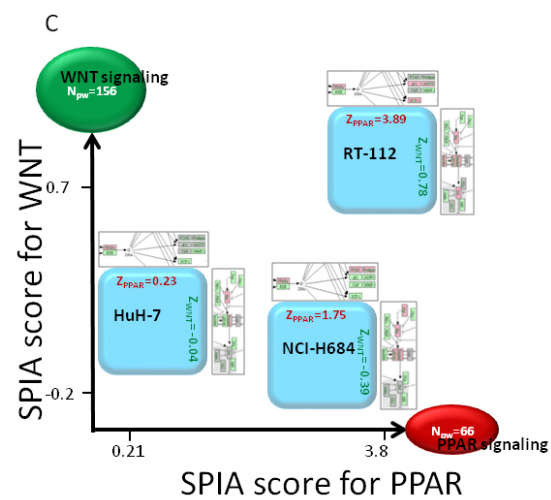 C
WNT signaling
Npw=156
ZPPAR=3.89
RT-112
ZWNT=0.78
SPIA score for WNT
0.7
ZPPAR=0.23
HuH-7
ZWNT=-0.04
ZPPAR=1.75
NCI-H684
ZWNT=-0.39
-0.2
Npw=66
PPAR signaling
0.21
3.8
SPIA score for PPAR